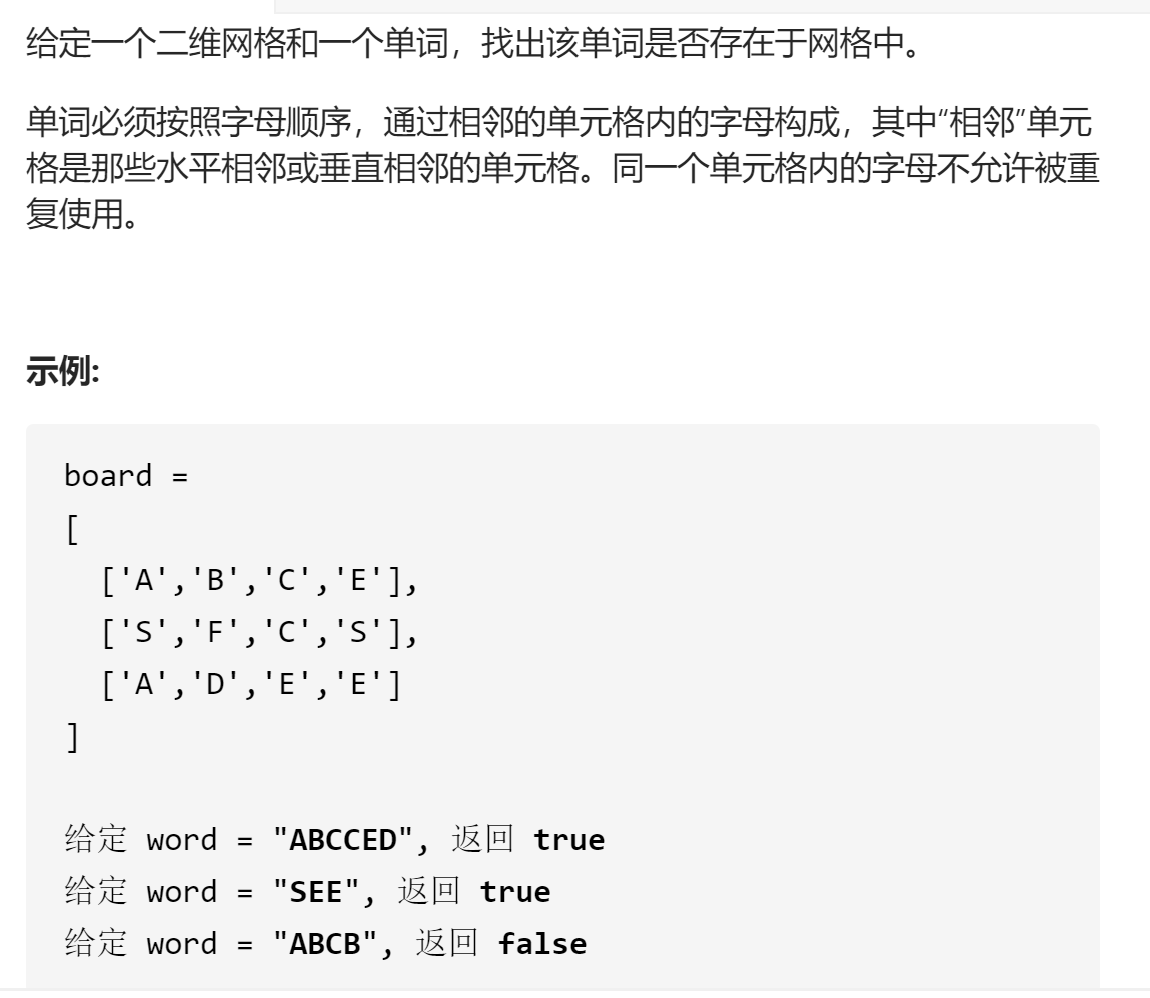 给定一个二维网格和一个单词，找出该单词是否存在于网格中。
单词必须按照字母顺序，通过相邻的单元格内的字母构成，其中“相邻”单元
格是那些水平相邻或垂直相邻的单元格。同一个单元格内的字母不允许被重
复使用。
示例:
board =
[
  ['A','B','C','E'],
  ['S','F','C','S'],
  ['A','D','E','E']
]
给定 word = "ABCCED", 返回 true
给定 word = "SEE", 返回 true
给定 word = "ABCB", 返回 false